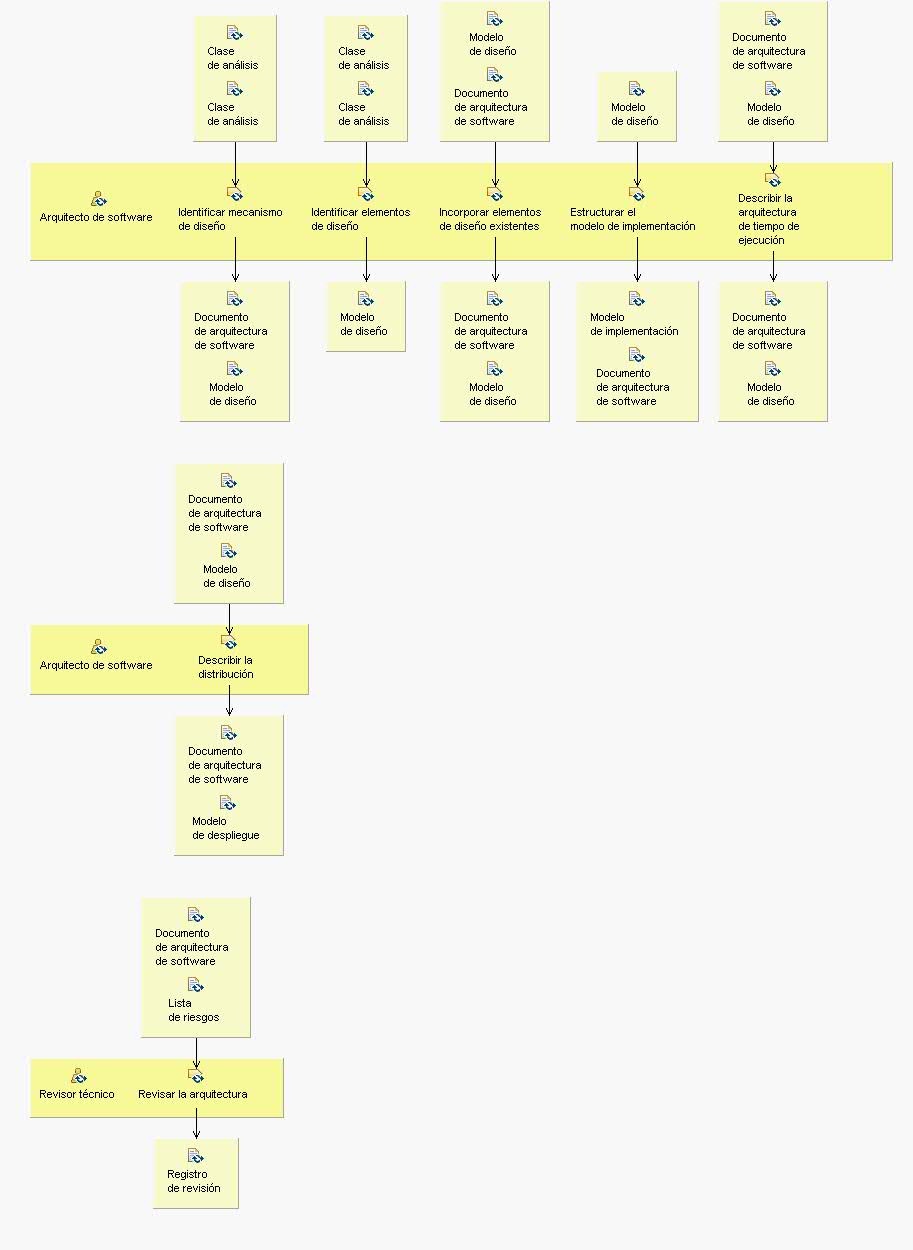 Clase
de análisis
Clase
de análisis
Clase
de análisis
Clase
de análisis
Modelo
de diseño
Documento
de arquitectura
de software
Modelo
de diseño
Documento
de arquitectura
de software
Modelo
de diseño
Arquitecto de software
Identificar mecanismo
de diseño
Identificar elementos
de diseño
Incorporar elementos
de diseño existentes
Estructurar el
modelo de implementación
Describir la
arquitectura
de tiempo de
ejecución
Documento
de arquitectura
de software
Modelo
de diseño
Modelo
de diseño
Documento
de arquitectura
de software
Modelo
de diseño
Modelo
de implementación
Documento
de arquitectura
de software
Documento
de arquitectura
de software
Modelo
de diseño
Documento
de arquitectura
de software
Modelo
de diseño
Arquitecto de software
Describir la
distribución
Documento
de arquitectura
de software
Modelo
de despliegue
Documento
de arquitectura
de software
Lista
de riesgos
Revisor técnico
Revisar la arquitectura
Registro
de revisión